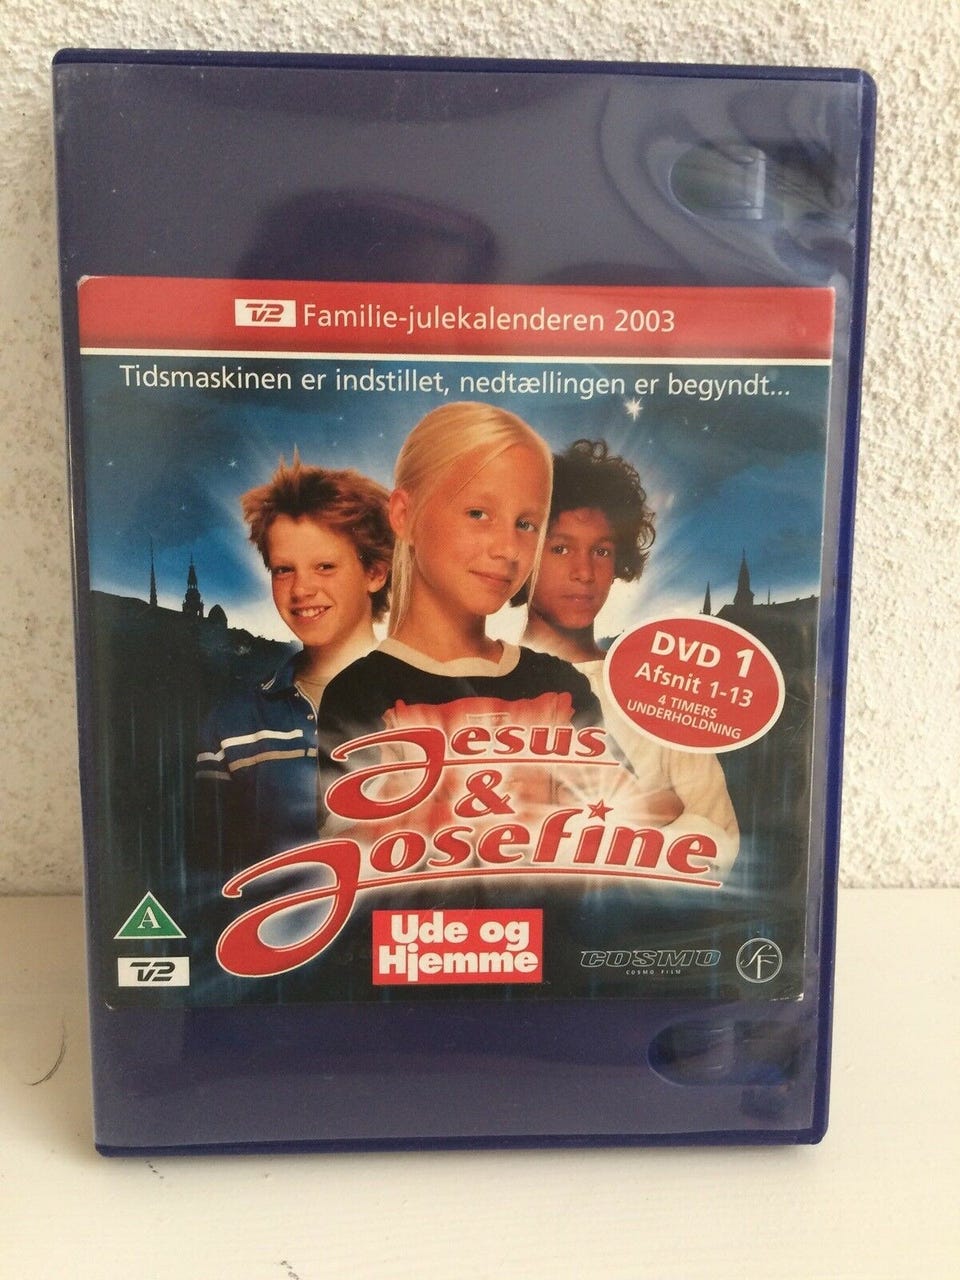 TV2 Familie-julekalenderen 2003
Tidsmaskinen er indstillet, nedtællingen er begyndt...
DVD 1
Afsnit 1-13
4 TIMERS
UNDERHOLDNING
Jesus
&
Josefine
A
TV2
Ude og
Hjemme
COSMO
COSMO FILM
SF